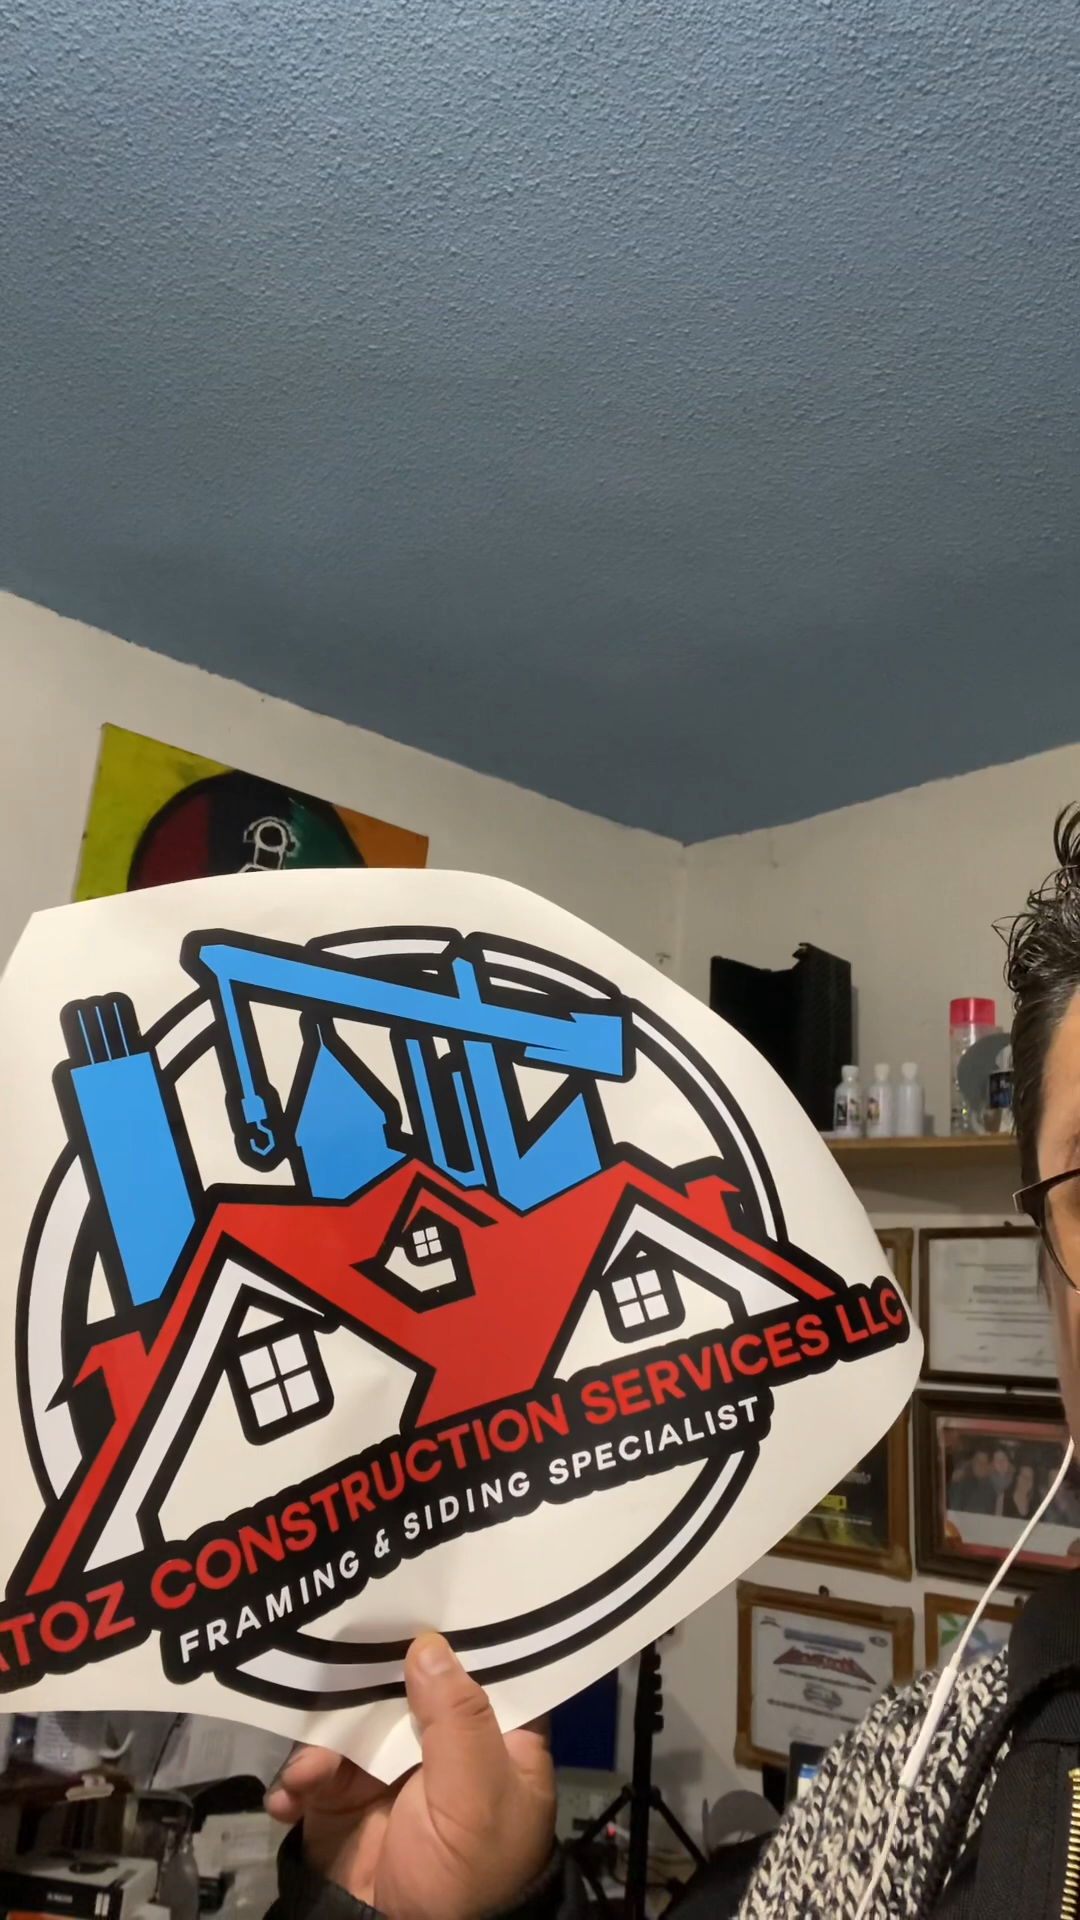 ATOZ CONSTRUCTION SERVICES LLC
FRAMING & SIDING SPECIALIST